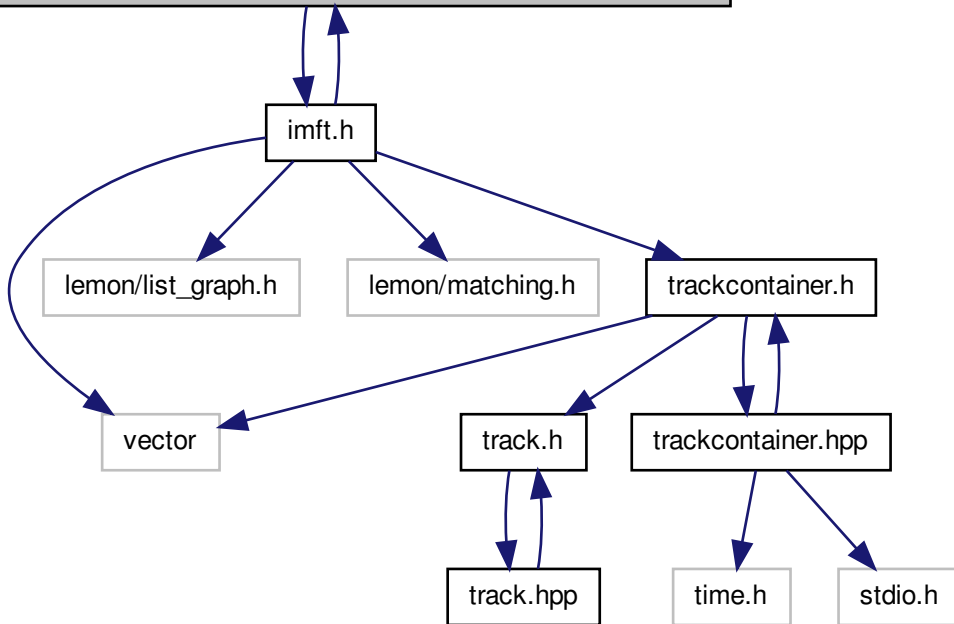 imft.h
lemon/list_graph.h
lemon/matching.h
trackcontainer.h
vector
track.h
trackcontainer.hpp
track.hpp
time.h
stdio.h